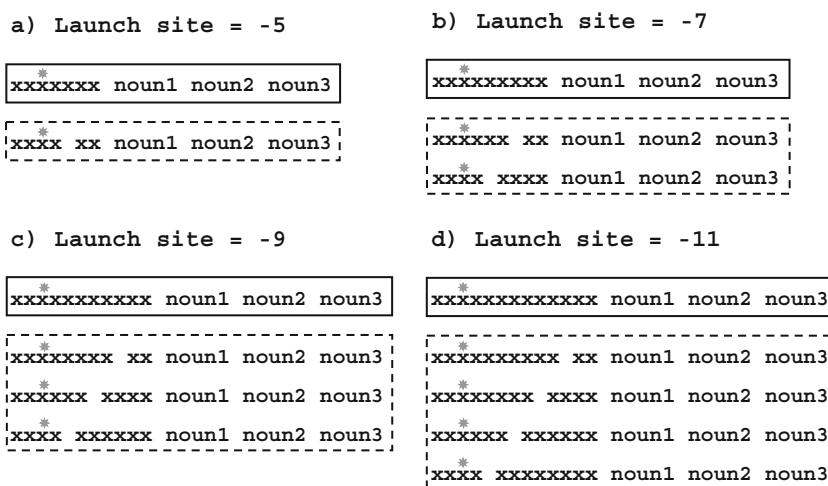 a) Launch site = -5
xxxxxxx noun1 noun2 noun3
xxxx xx noun1 noun2 noun3
b) Launch site = -7
xxxxxxxxx noun1 noun2 noun3
xxxxxx xx noun1 noun2 noun3
xxxx xxxx noun1 noun2 noun3
c) Launch site = -9
xxxxxxxxxxx noun1 noun2 noun3
xxxxxxxx xx noun1 noun2 noun3
xxxxxx xxxx noun1 noun2 noun3
xxxx xxxxxx noun1 noun2 noun3
d) Launch site = -11
xxxxxxxxxxxxx noun1 noun2 noun3
xxxxxxxxxx xx noun1 noun2 noun3
xxxxxxxx xxxx noun1 noun2 noun3
xxxxxx xxxxxx noun1 noun2 noun3
xxxx xxxxxxxx noun1 noun2 noun3